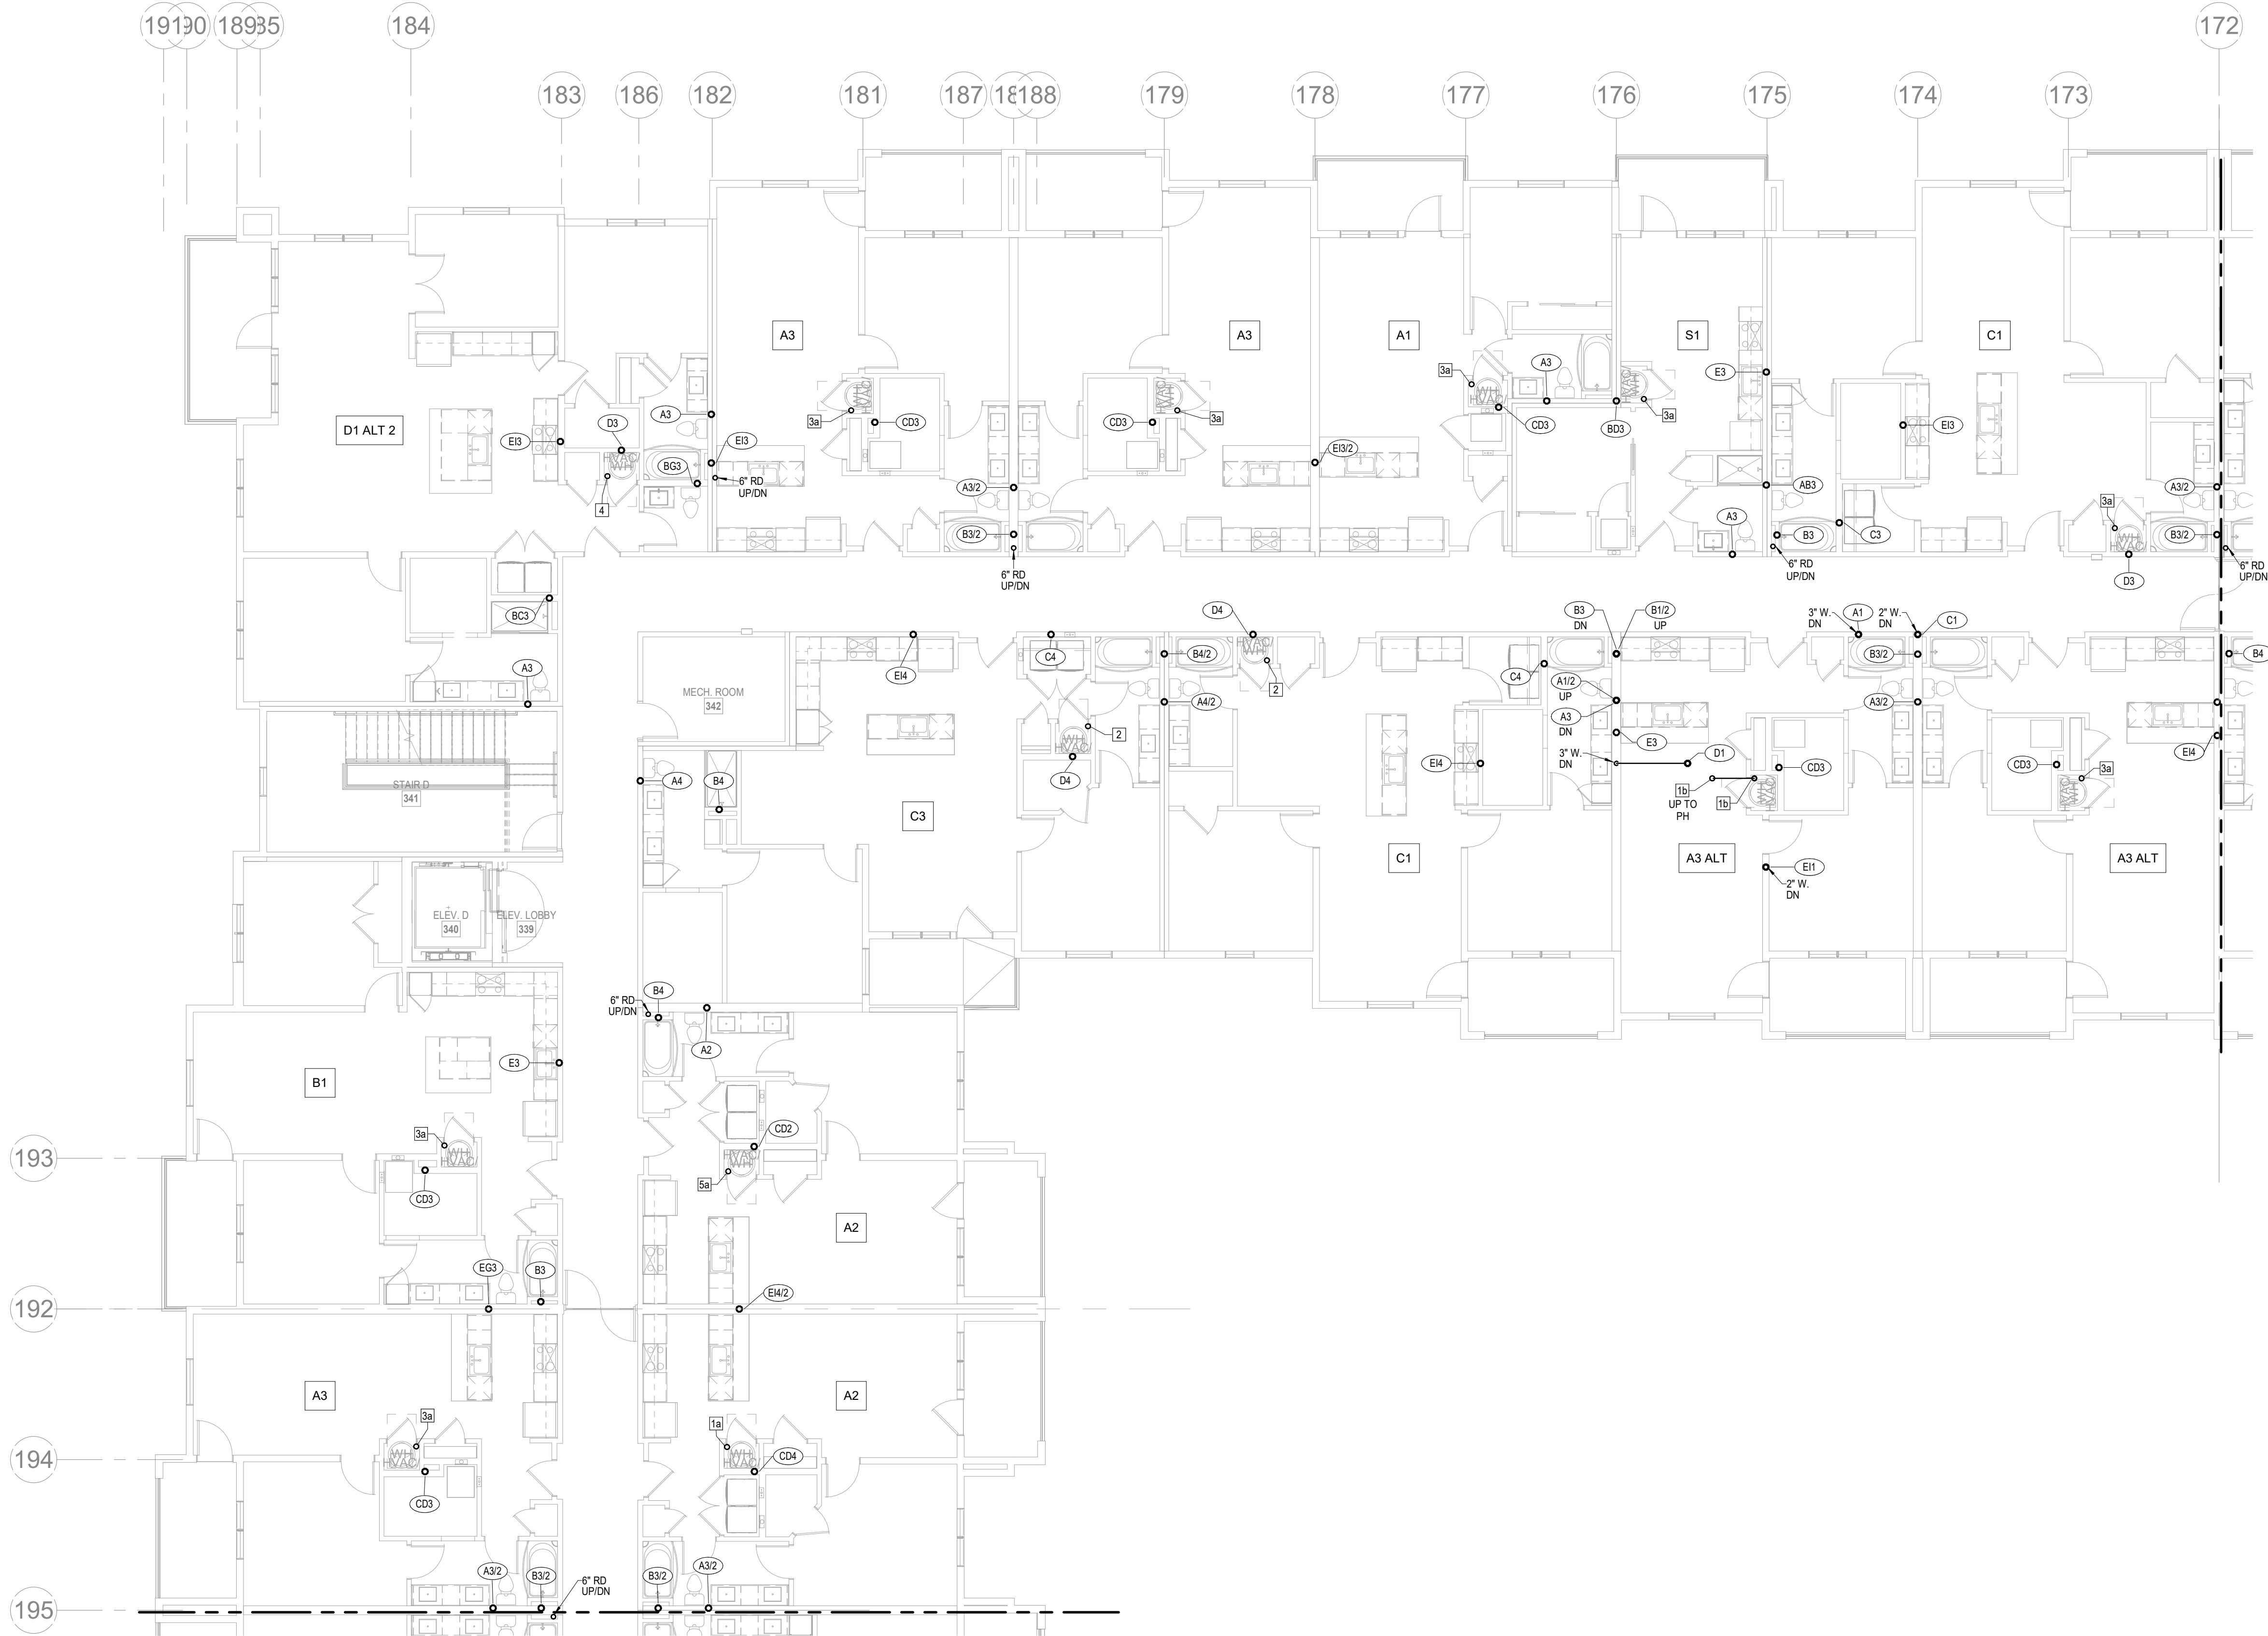 184
172
183
186
182
181
187
188
179
178
177
176
175
174
173
A3
A3
A1
S1
C1
D1 ALT 2
3a
3a
3a
A3
E3
3a
A3
D3
EI3
EI3
CD3
CD3
CD3
BD3
EI3
BG3
6" RD
UP/DN
EI3/2
4
A3/2
AB3
A3/2
3a
A3
B3/2
B3
C3
B3/2
6" RD
UP/DN
6" RD
UP/DN
D3
6" RD
UP/DN
BC3
A3
D4
B3
DN
B1/2
UP
3" W.
DN
A1
2" W.
DN
C1
C4
B4/2
B3/2
B4
EI4
2
C4
A1/2
UP
A3
DN
A4/2
A3/2
MECH. ROOM
342
2
E3
EI4
D4
3" W.
DN
D1
EI4
CD3
CD3
3a
A4
B4
1b
UP TO
PH
1b
STAIR D
341
C3
C1
A3 ALT
A3 ALT
EI1
2" W.
DN
ELEV. D
340
ELEV. LOBBY
339
6" RD
UP/DN
B4
A2
E3
B1
3a
CD2
193
WH
5a
CD3
A2
EG3
B3
EI4/2
192
A3
A2
3a
1a
194
WH
CD4
CD3
A3/2
B3/2
6" RD
UP/DN
B3/2
A3/2
195